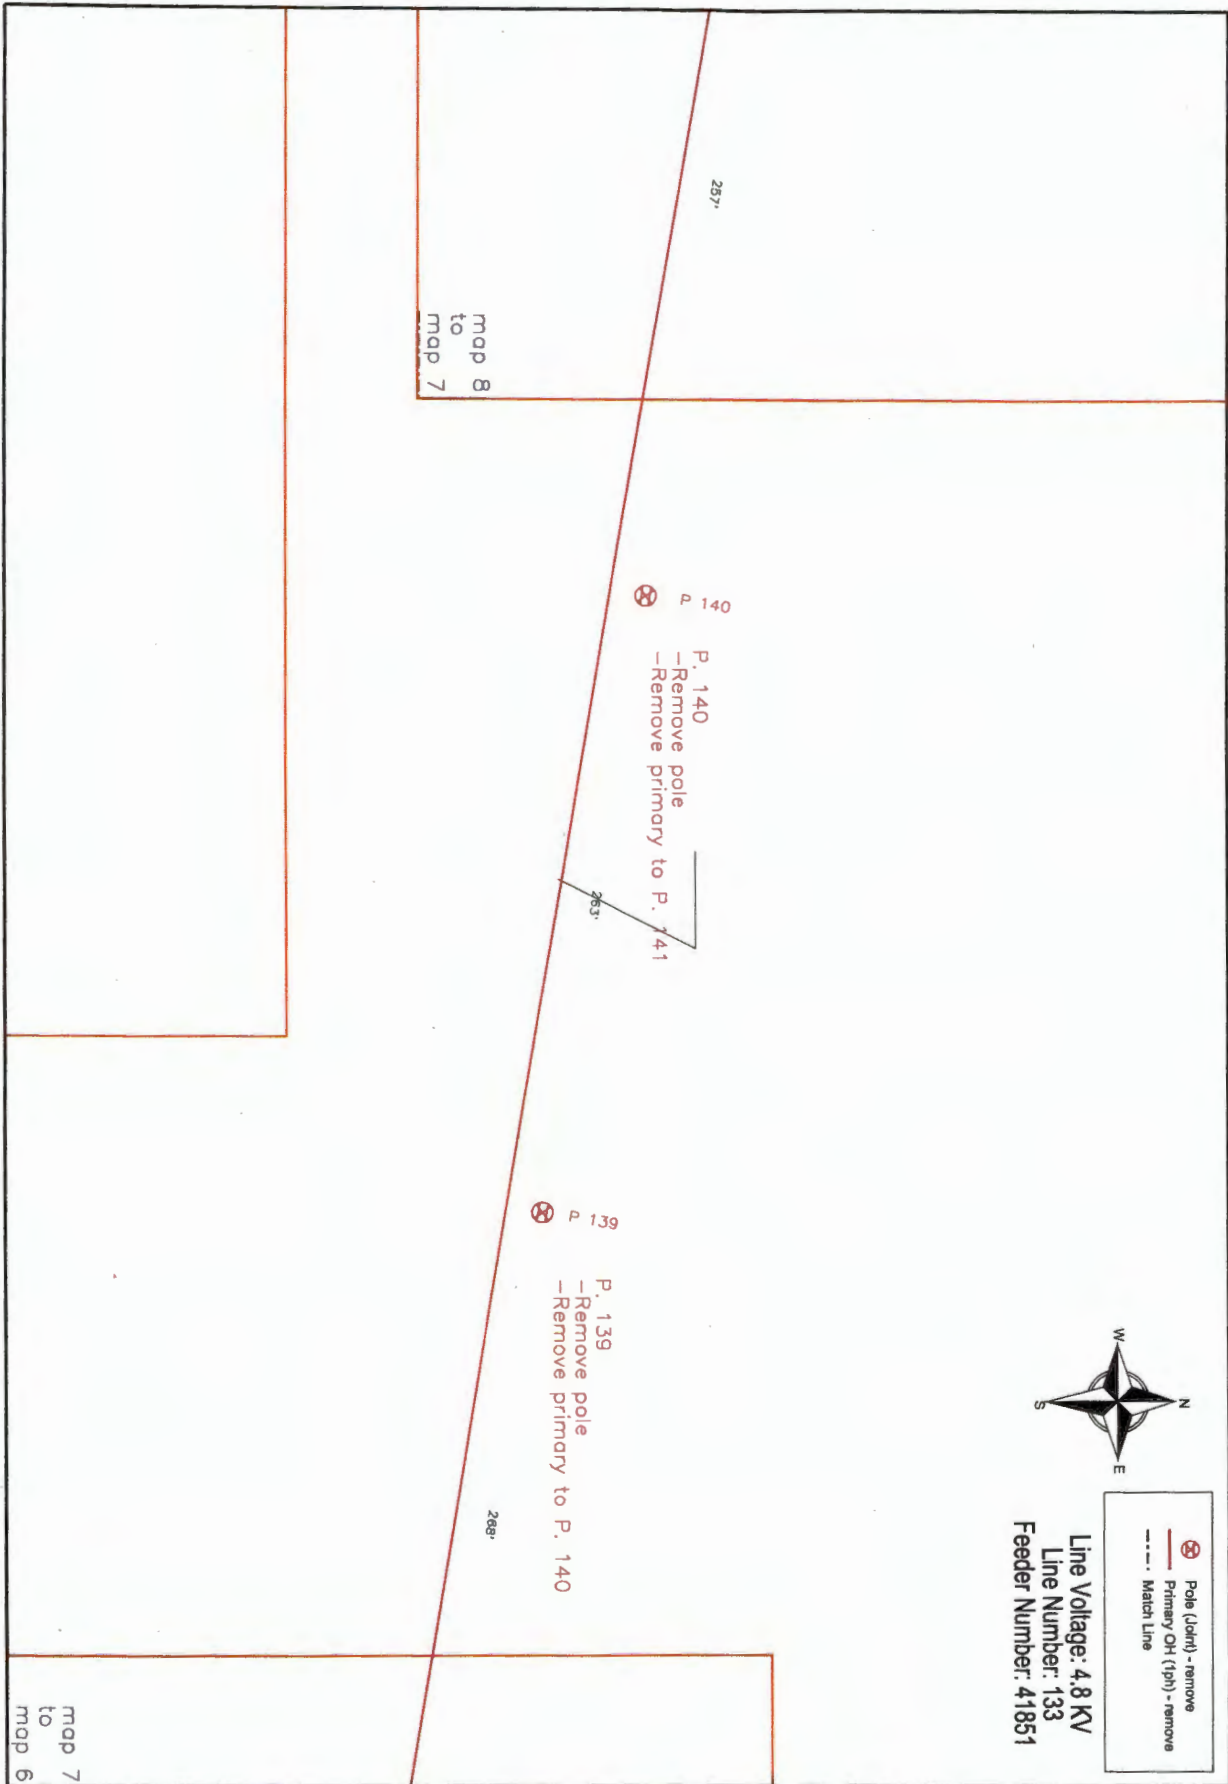 257'
map 8
to
map 7
P 140
P. 140
-Remove pole
-Remove primary to P. 141
263'
P 139
P. 139
-Remove pole
-Remove primary to P. 140
268'
map 7
to
map 6
N
W
E
S
Pole (Joint) - remove
Primary OH (1ph) - remove
Match Line
Line Voltage: 4.8 KV
Line Number: 133
Feeder Number: 41851